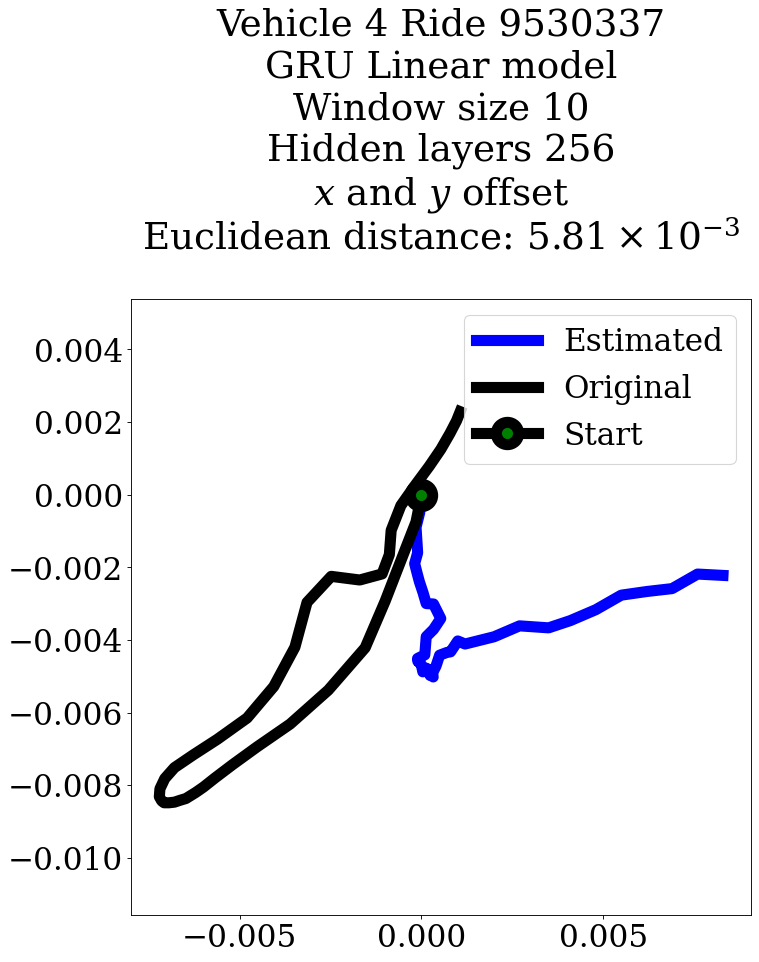 Vehicle 4 Ride 9530337
GRU Linear model
Window size 10
Hidden layers 256
x and y offset
Euclidean distance: 5.81 × 10⁻³
Estimated
Original
Start
0.004
0.002
0.000
−0.002
−0.004
−0.006
−0.008
−0.010
−0.005
0.000
0.005